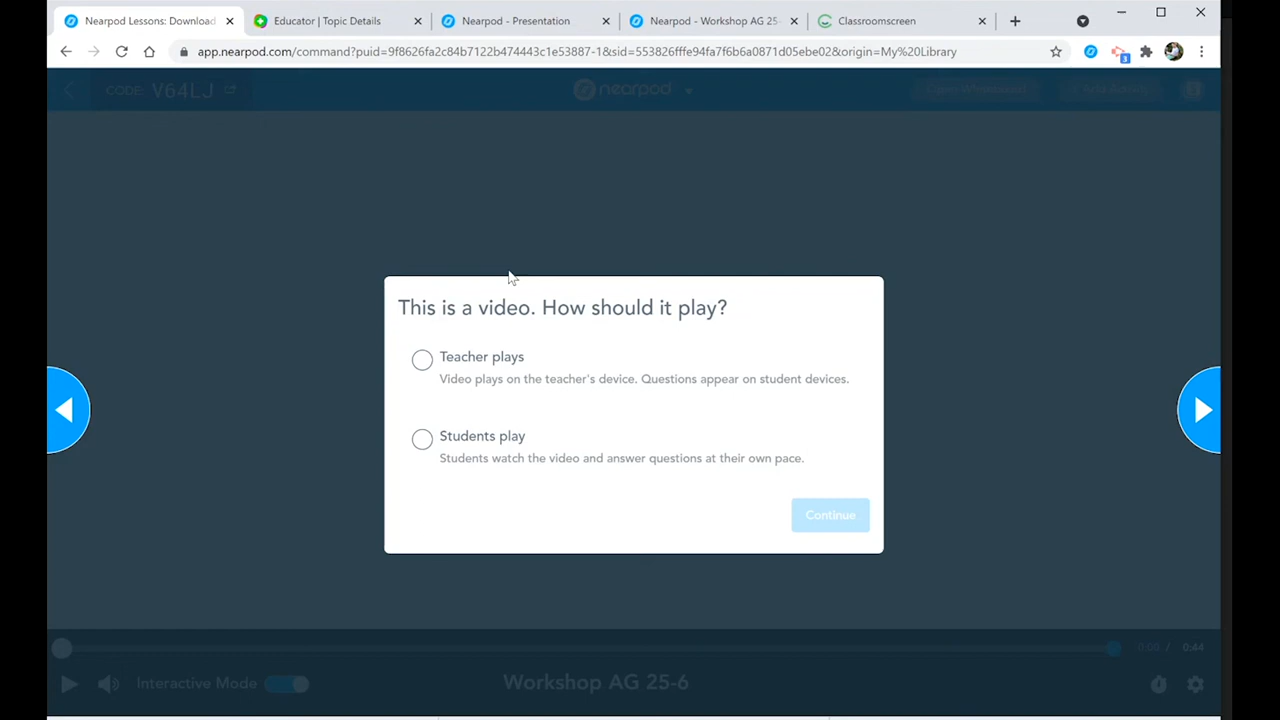 Nearpod Lessons: Download
Educator | Topic Details
Nearpod - Presentation
Nearpod - Workshop AG 25-
Classroomscreen
app.nearpod.com/command?puid=9f8626fa2c84b7122b474443c1e53887-1&sid=553826fffe94fa7f6b6a0871d05ebe02&origin=My%20Library
3
CODE: V64LJ
nearpod
This is a video. How should it play?
Teacher plays
Video plays on the teacher's device. Questions appear on student devices.
Students play
Students watch the video and answer questions at their own pace.
Continue
0:00 / 0:44
Interactive Mode
Workshop AG 25-6